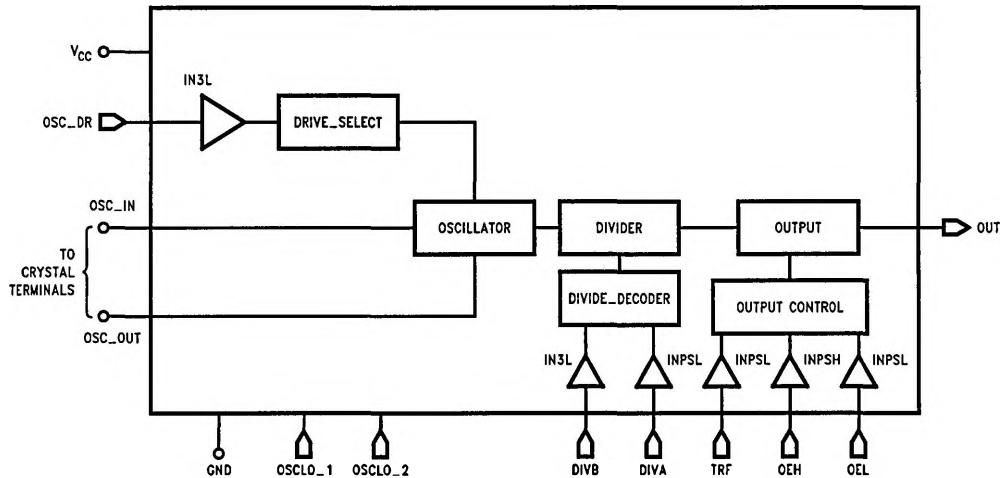 V_CC
IN3L
OSC_DR
DRIVE_SELECT
OSC_IN
OSCILLATOR
DIVIDER
OUTPUT
OUT
TO
CRYSTAL
TERMINALS
DIVIDE_DECODER
OUTPUT CONTROL
OSC_OUT
IN3L
INPSL
INPSL
INPSH
INPSL
GND
OSCLO_1
OSCLO_2
DIVB
DIVA
TRF
OEH
OEL